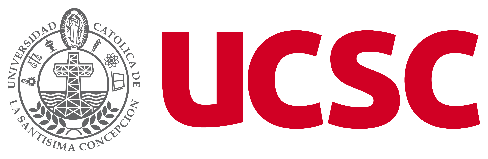 UNIVERSIDAD CATOLICA DE
LA SANTISIMA CONCEPCION
UCSC